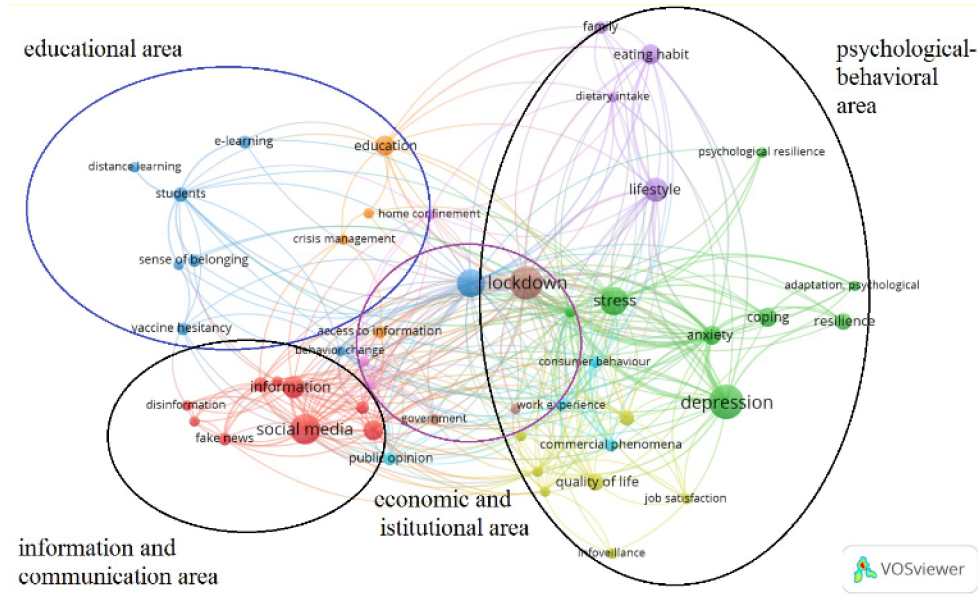 educational area
family
eating habit
psychological-
behavioral
area
dietary intake
e-learning
education
distance learning
psychological resilience
students
lifestyle
home confinement
crisis management
sense of belonging
lockdown
adaptation, psychological
stress
coping
resilience
vaccine hesitancy
access to information
anxiety
behavior change
consumer behaviour
information
disinformation
depression
work experience
government
social media
fake news
commercial phenomena
public opinion
quality of life
economic and
istitutional area
job satisfaction
information and
communication area
infoveillance
VOSviewer